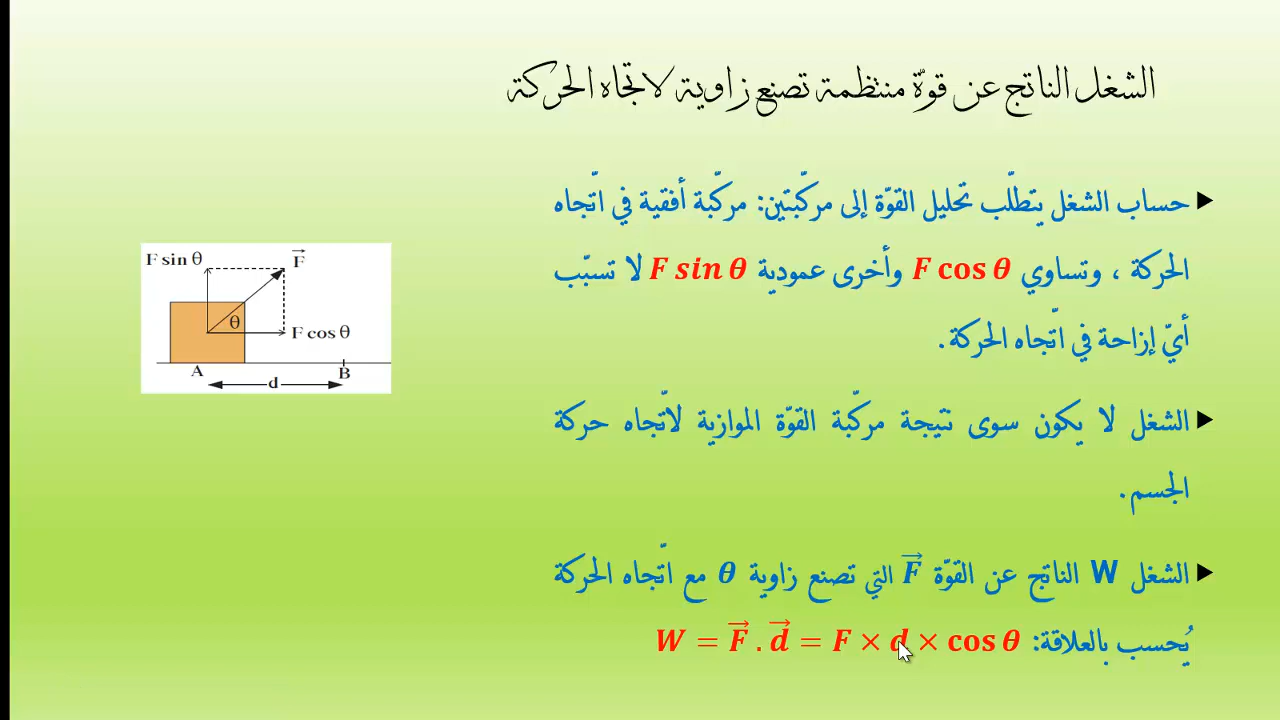 الشغل الناتج عن قوّة منتظمة تصنع زاوية لاتجاه الحركة
حساب الشغل يتطلّب تحليل القوّة إلى مركّبتين: مركّبة أفقية في اتّجاه
الحركة ، وتساوي F cos θ وأخرى عمودية F sin θ لا تسبّب
أيّ إزاحة في اتّجاه الحركة.
الشغل لا يكون سوى نتيجة مركّبة القوّة الموازية لاتّجاه حركة
الجسم.
الشغل W الناتج عن القوّة F⃗ التي تصنع زاوية θ مع اتّجاه الحركة
يُحسب بالعلاقة: W = F⃗ . d⃗ = F × d × cos θ
F sin θ
F⃗
θ
F cos θ
A
B
d